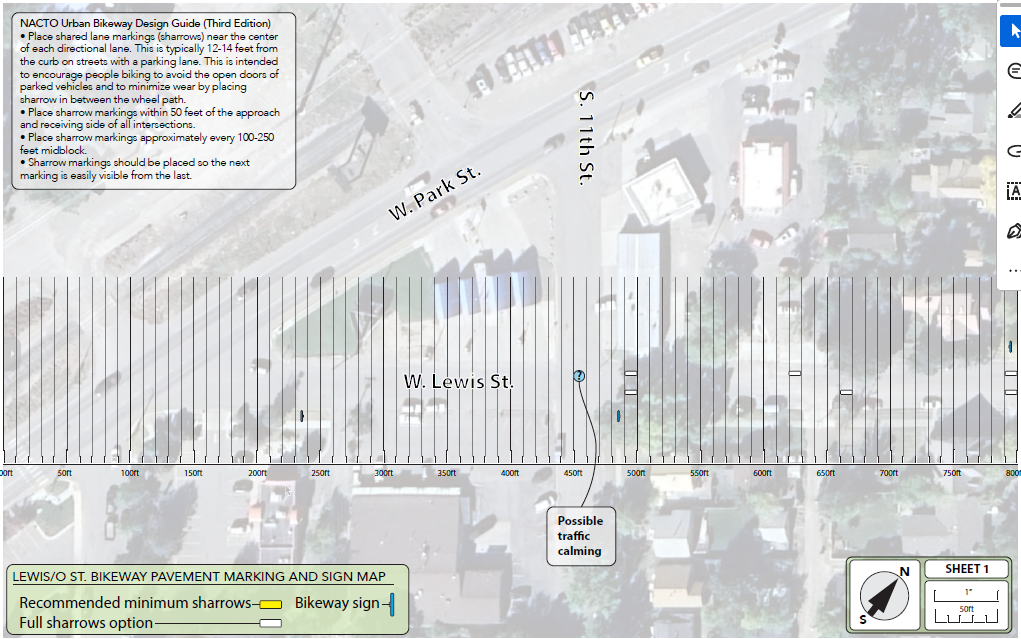 NACTO Urban Bikeway Design Guide (Third Edition)
• Place shared lane markings (sharrows) near the center
of each directional lane. This is typically 12-14 feet from
the curb on streets with a parking lane. This is intended
to encourage people biking to avoid the open doors of
parked vehicles and to minimize wear by placing
sharrow in between the wheel path.
• Place sharrow markings within 50 feet of the approach
and receiving side of all intersections.
• Place sharrow markings approximately every 100-250
feet midblock.
• Sharrow markings should be placed so the next
marking is easily visible from the last.
S. 11th St.
W. Park St.
W. Lewis St.
?
00ft 50ft 100ft 150ft 200ft 250ft 300ft 350ft 400ft 450ft 500ft 550ft 600ft 650ft 700ft 750ft 800ft
Possible
traffic
calming
LEWIS/O ST. BIKEWAY PAVEMENT MARKING AND SIGN MAP
Recommended minimum sharrows Bikeway sign
Full sharrows option
N
S
SHEET 1
1"
50ft